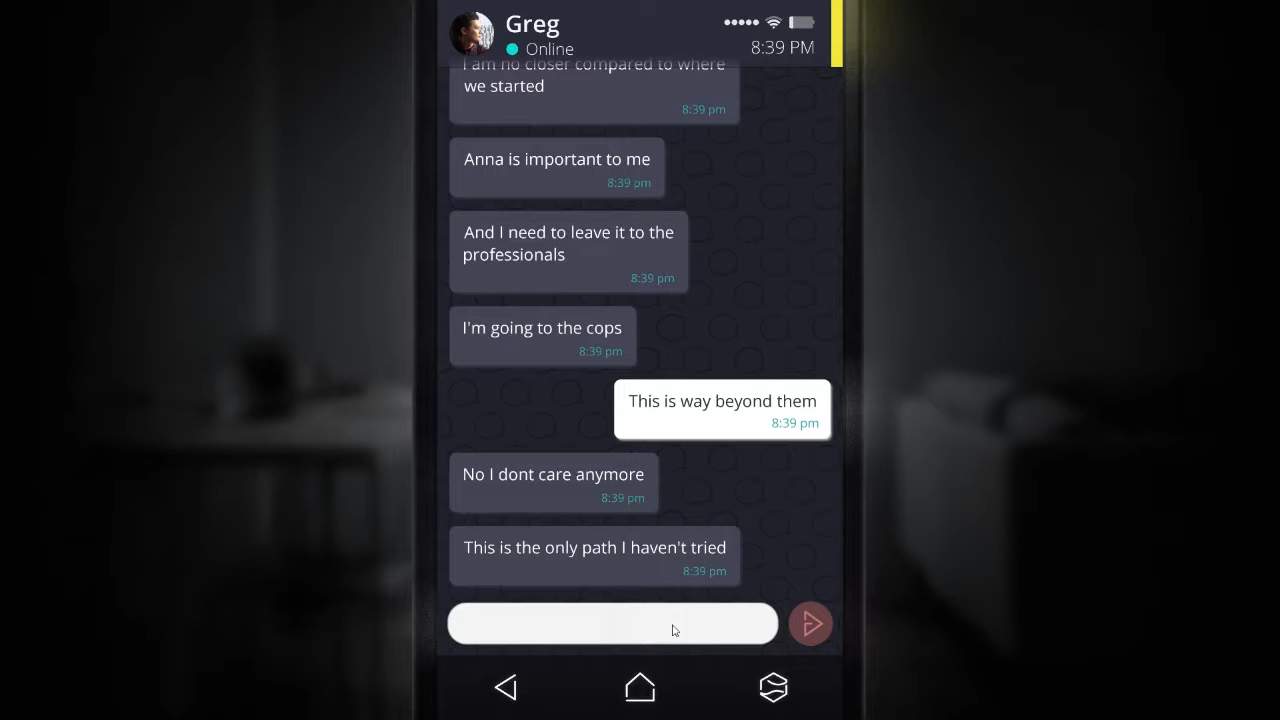 Greg
Online
8:39 PM
I am no closer compared to where
we started
8:39 pm
Anna is important to me
8:39 pm
And I need to leave it to the
professionals
8:39 pm
I'm going to the cops
8:39 pm
This is way beyond them
8:39 pm
No I dont care anymore
8:39 pm
This is the only path I haven't tried
8:39 pm